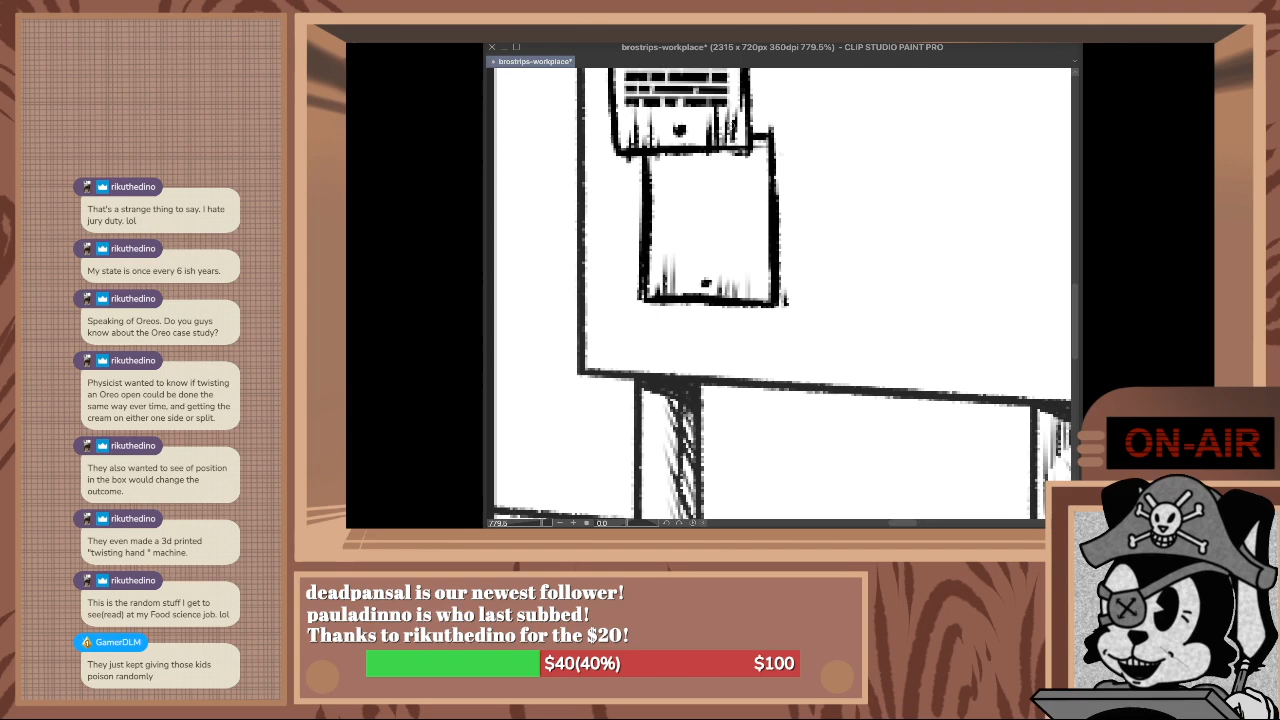 rikuthedino
That's a strange thing to say. I hate
jury duty. lol
rikuthedino
My state is once every 6 ish years.
rikuthedino
Speaking of Oreos. Do you guys
know about the Oreo case study?
rikuthedino
Physicist wanted to know if twisting
an Oreo open could be done the
same way ever time, and getting the
cream on either one side or split.
rikuthedino
They also wanted to see of position
in the box would change the
outcome.
rikuthedino
They even made a 3d printed
"twisting hand " machine.
rikuthedino
This is the random stuff I get to
see(read) at my Food science job. lol
GamerDLM
They just kept giving those kids
poison randomly
brostrips-workplace* (2315 x 720px 350dpi 779.5%) - CLIP STUDIO PAINT PRO
brostrips-workplace*
779.5
0.0
ON-AIR
deadpansal is our newest follower!
pauladinno is who last subbed!
Thanks to rikuthedino for the $20!
$40(40%)
$100